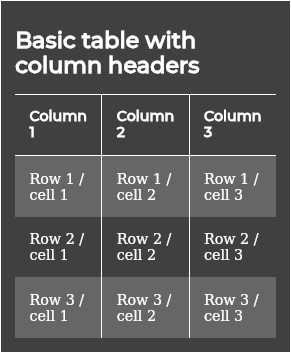 Basic table with
column headers
Column 1 Column 2 Column 3
Row 1 / cell 1 Row 1 / cell 2 Row 1 / cell 3
Row 2 / cell 1 Row 2 / cell 2 Row 2 / cell 3
Row 3 / cell 1 Row 3 / cell 2 Row 3 / cell 3